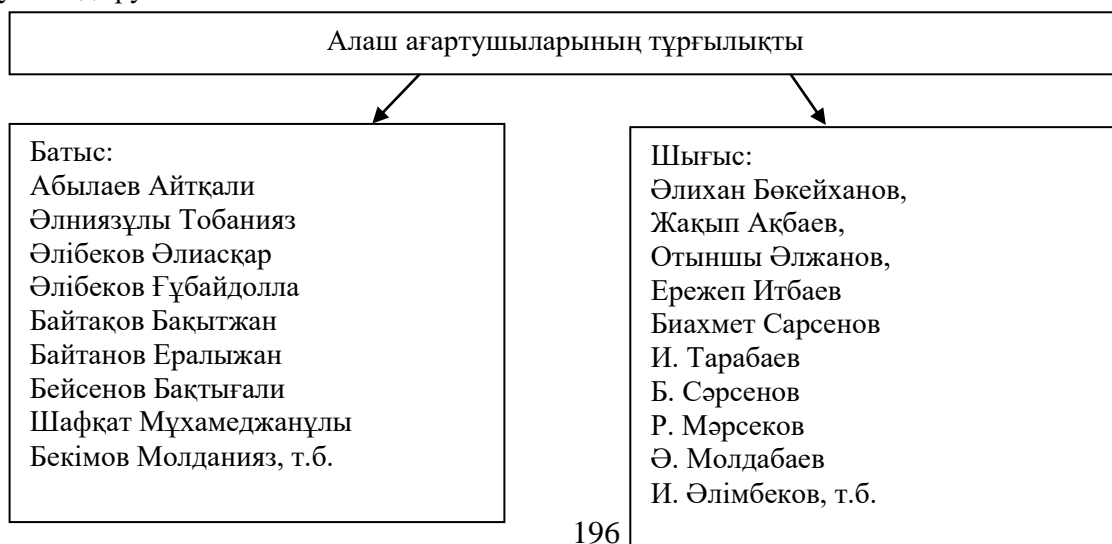 Алаш ағартушыларының тұрғылықты
Батыс:
Абылаев Айтқали
Әлниязұлы Тобанияз
Әлібеков Әлиасқар
Әлібеков Ғұбайдолла
Байтақов Бақытжан
Байтанов Ералыжан
Бейсенов Бақтығали
Шафқат Мұхамеджанұлы
Бекімов Молданияз, т.б.
Шығыс:
Әлихан Бөкейханов,
Жақып Ақбаев,
Отыншы Әлжанов,
Ережеп Итбаев
Биахмет Сарсенов
И. Тарабаев
Б. Сәрсенов
Р. Мәрсеков
Ә. Молдабаев
И. Әлімбеков, т.б.
196